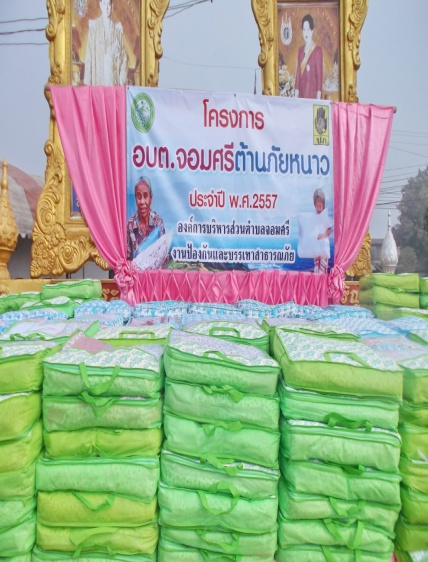 โครงการ
อบต.จอมศรีต้านภัยหนาว
ประจำปี พ.ศ.2557
องค์การบริหารส่วนตำบลจอมศรี
งานป้องกันและบรรเทาสาธารณภัย